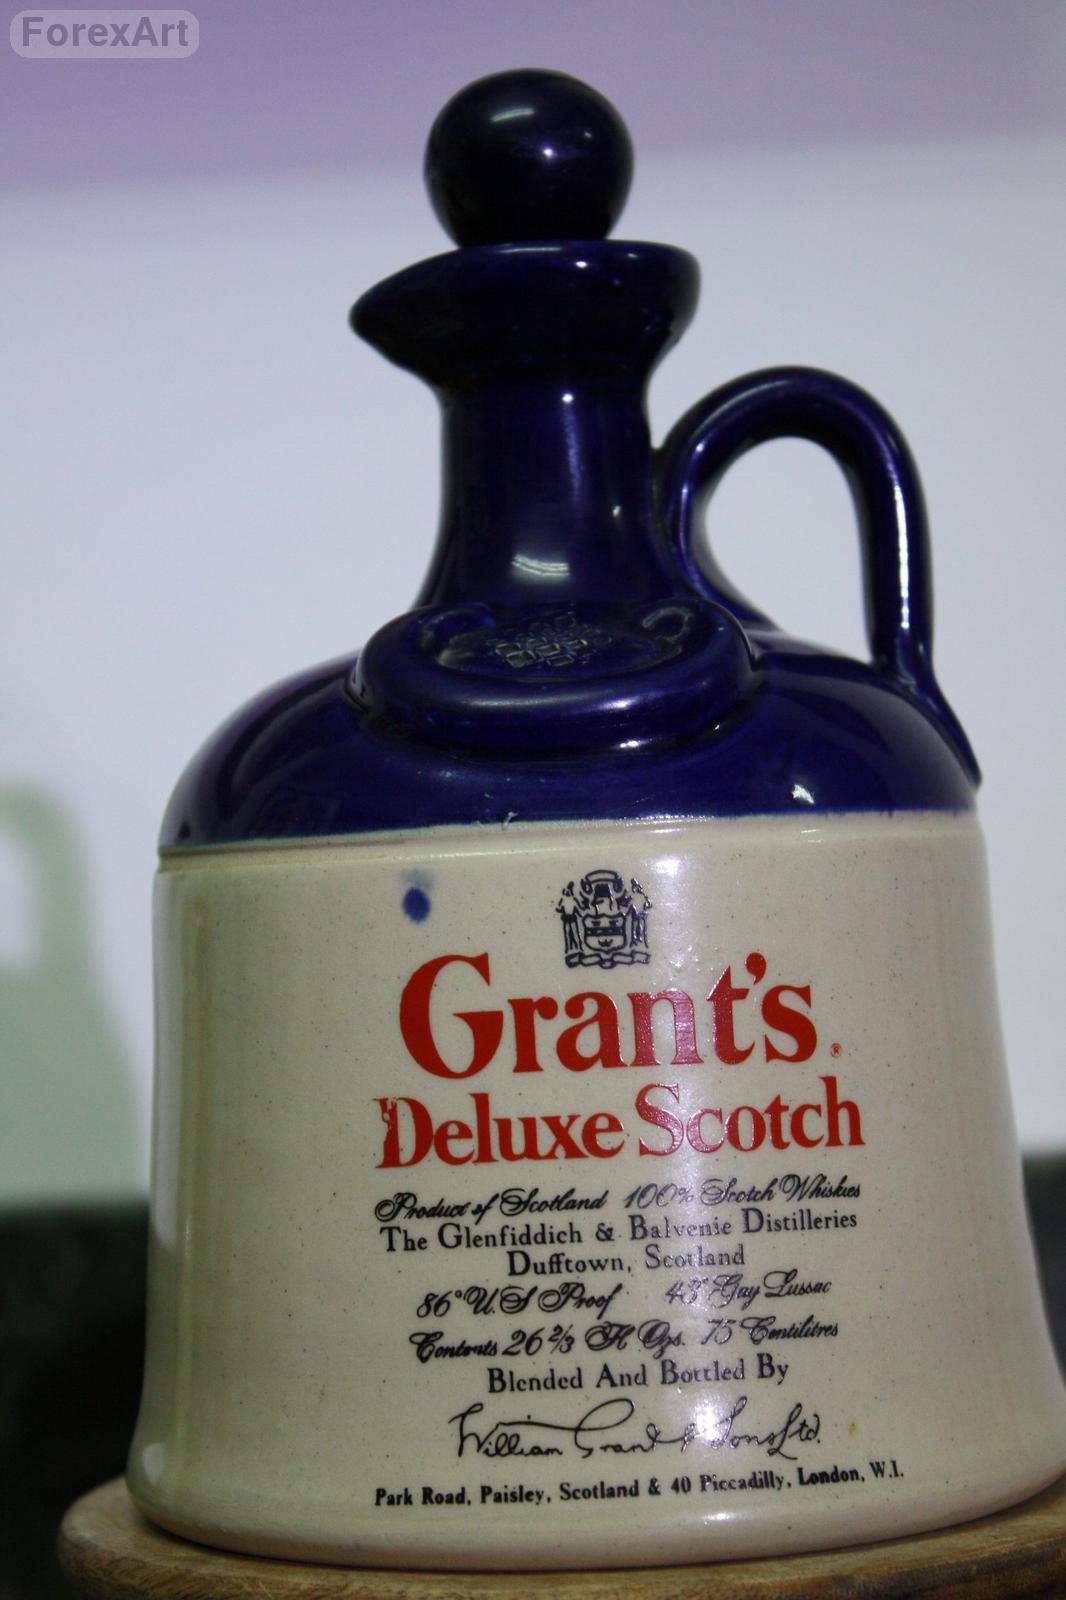 ForexArt
Grant's®
Deluxe Scotch
Product of Scotland 100% Scotch Whiskies
The Glenfiddich & Balvenie Distilleries
Dufftown, Scotland
86° U.S Proof 43° Gay Lussac
Contents 26 2/3 Fl Ozs. 75 Centilitres
Blended And Bottled By
William Grant & Sons Ltd.
Park Road, Paisley, Scotland & 40 Piccadilly, London, W.I.